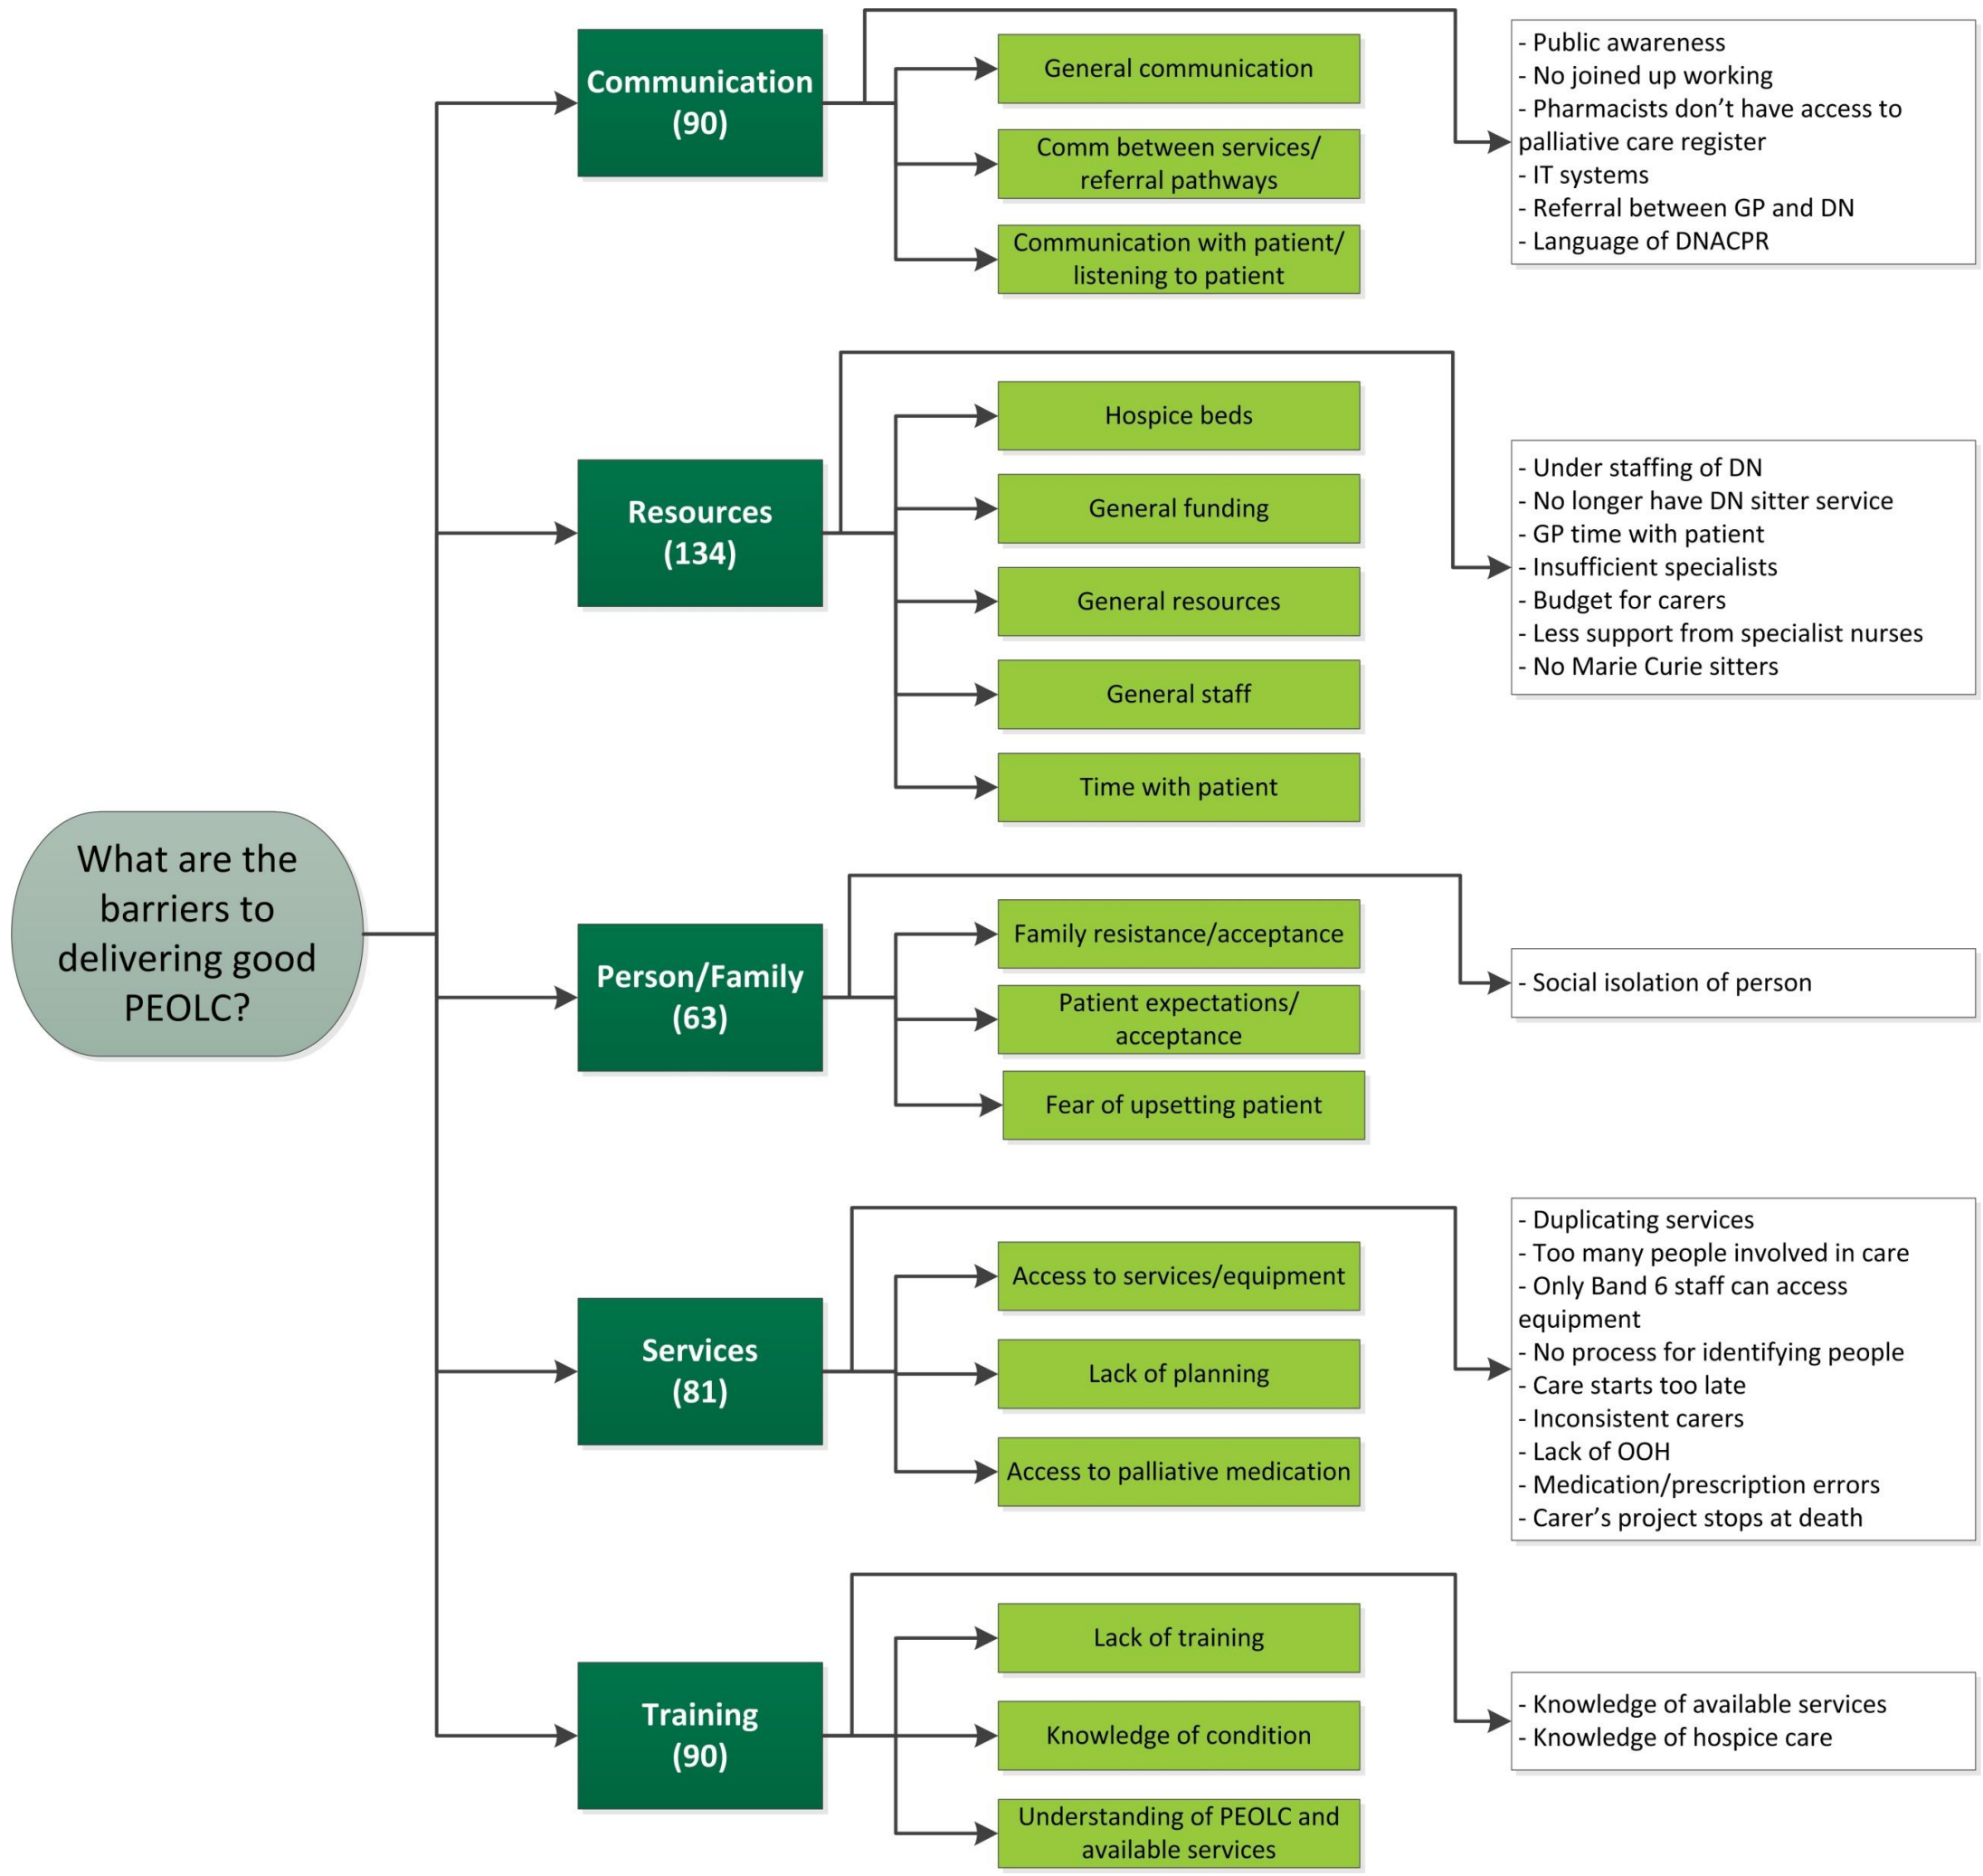 What are the
barriers to
delivering good
PEOLC?
Communication
(90)
General communication
Comm between services/
referral pathways
Communication with patient/
listening to patient
- Public awareness
- No joined up working
- Pharmacists don’t have access to
palliative care register
- IT systems
- Referral between GP and DN
- Language of DNACPR
Resources
(134)
Hospice beds
General funding
General resources
General staff
Time with patient
- Under staffing of DN
- No longer have DN sitter service
- GP time with patient
- Insufficient specialists
- Budget for carers
- Less support from specialist nurses
- No Marie Curie sitters
Person/Family
(63)
Family resistance/acceptance
Patient expectations/
acceptance
Fear of upsetting patient
- Social isolation of person
Services
(81)
Access to services/equipment
Lack of planning
Access to palliative medication
- Duplicating services
- Too many people involved in care
- Only Band 6 staff can access
equipment
- No process for identifying people
- Care starts too late
- Inconsistent carers
- Lack of OOH
- Medication/prescription errors
- Carer’s project stops at death
Training
(90)
Lack of training
Knowledge of condition
Understanding of PEOLC and
available services
- Knowledge of available services
- Knowledge of hospice care